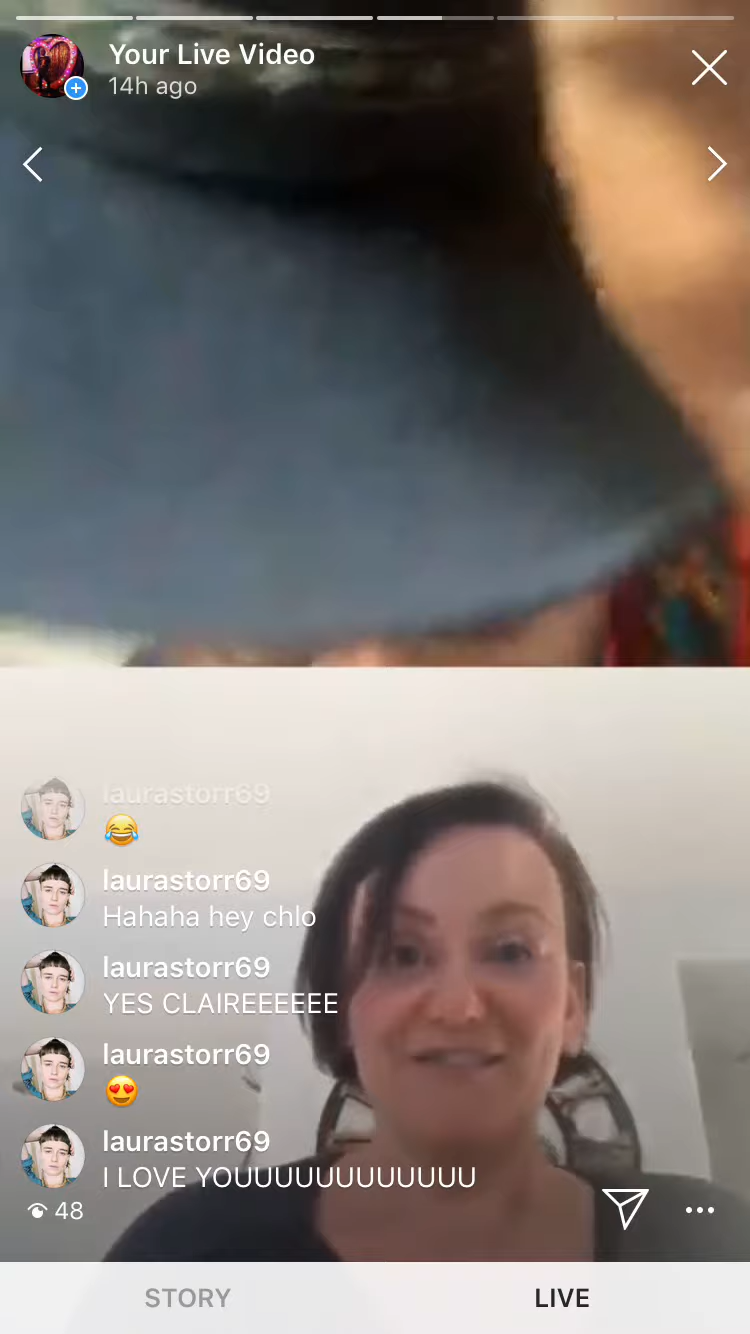 Your Live Video
14h ago
laurastorr69
😂
laurastorr69
Hahaha hey chlo
laurastorr69
YES CLAIREEEEEE
laurastorr69
😍
laurastorr69
I LOVE YOUUUUUUUUUUUUU
48
STORY
LIVE